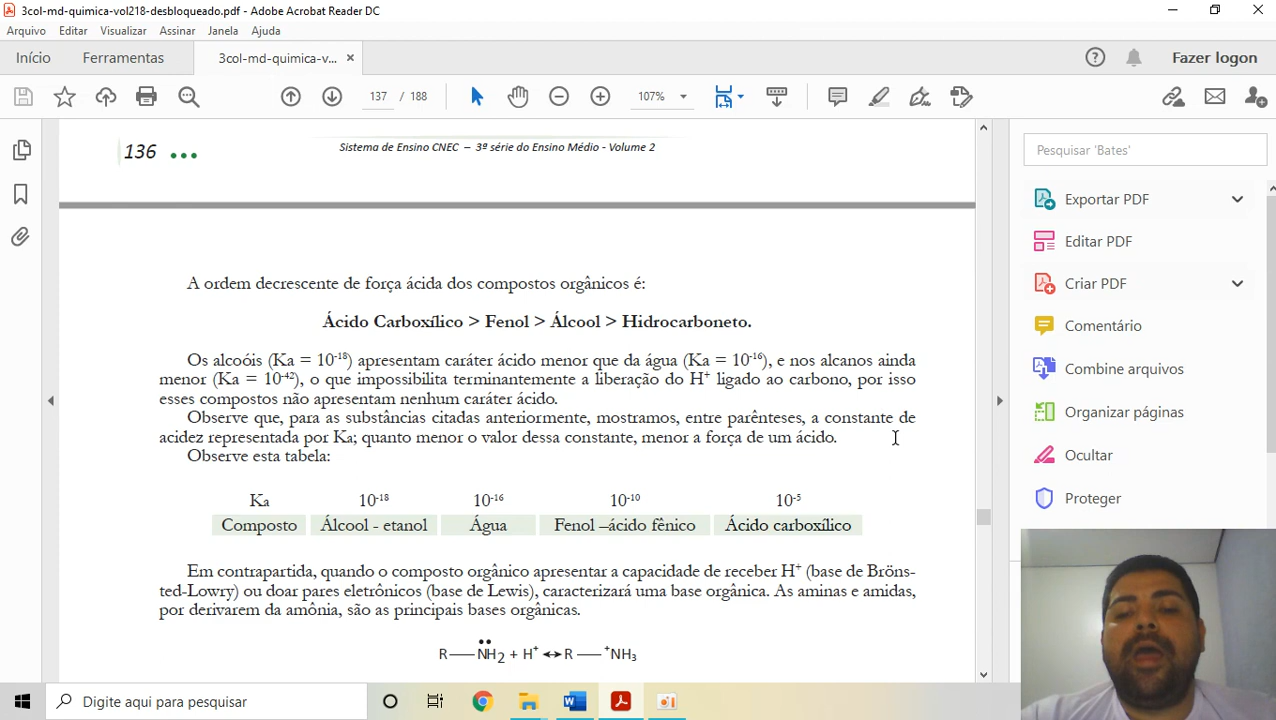 3col-md-quimica-vol218-desbloqueado.pdf - Adobe Acrobat Reader DC
Arquivo Editar Visualizar Assinar Janela Ajuda
Início Ferramentas 3col-md-quimica-v... Fazer logon
137 / 188 107%
136 Sistema de Ensino CNEC – 3ª série do Ensino Médio - Volume 2
A ordem decrescente de força ácida dos compostos orgânicos é:
Ácido Carboxílico > Fenol > Álcool > Hidrocarboneto.
Os alcoóis (Ka = 10⁻¹⁸) apresentam caráter ácido menor que da água (Ka = 10⁻¹⁶), e nos alcanos ainda
menor (Ka = 10⁻⁴²), o que impossibilita terminantemente a liberação do H⁺ ligado ao carbono, por isso
esses compostos não apresentam nenhum caráter ácido.
Observe que, para as substâncias citadas anteriormente, mostramos, entre parênteses, a constante de
acidez representada por Ka; quanto menor o valor dessa constante, menor a força de um ácido.
Observe esta tabela:
Ka 10⁻¹⁸ 10⁻¹⁶ 10⁻¹⁰ 10⁻⁵
Composto Álcool - etanol Água Fenol –ácido fênico Ácido carboxílico
Em contrapartida, quando o composto orgânico apresentar a capacidade de receber H⁺ (base de Bröns-
ted-Lowry) ou doar pares eletrônicos (base de Lewis), caracterizará uma base orgânica. As aminas e amidas,
por derivarem da amônia, são as principais bases orgânicas.
R—NH₂ + H⁺ ↔ R —⁺NH₃
Pesquisar 'Bates'
Exportar PDF
Editar PDF
Criar PDF
Comentário
Combine arquivos
Organizar páginas
Ocultar
Proteger
Digite aqui para pesquisar